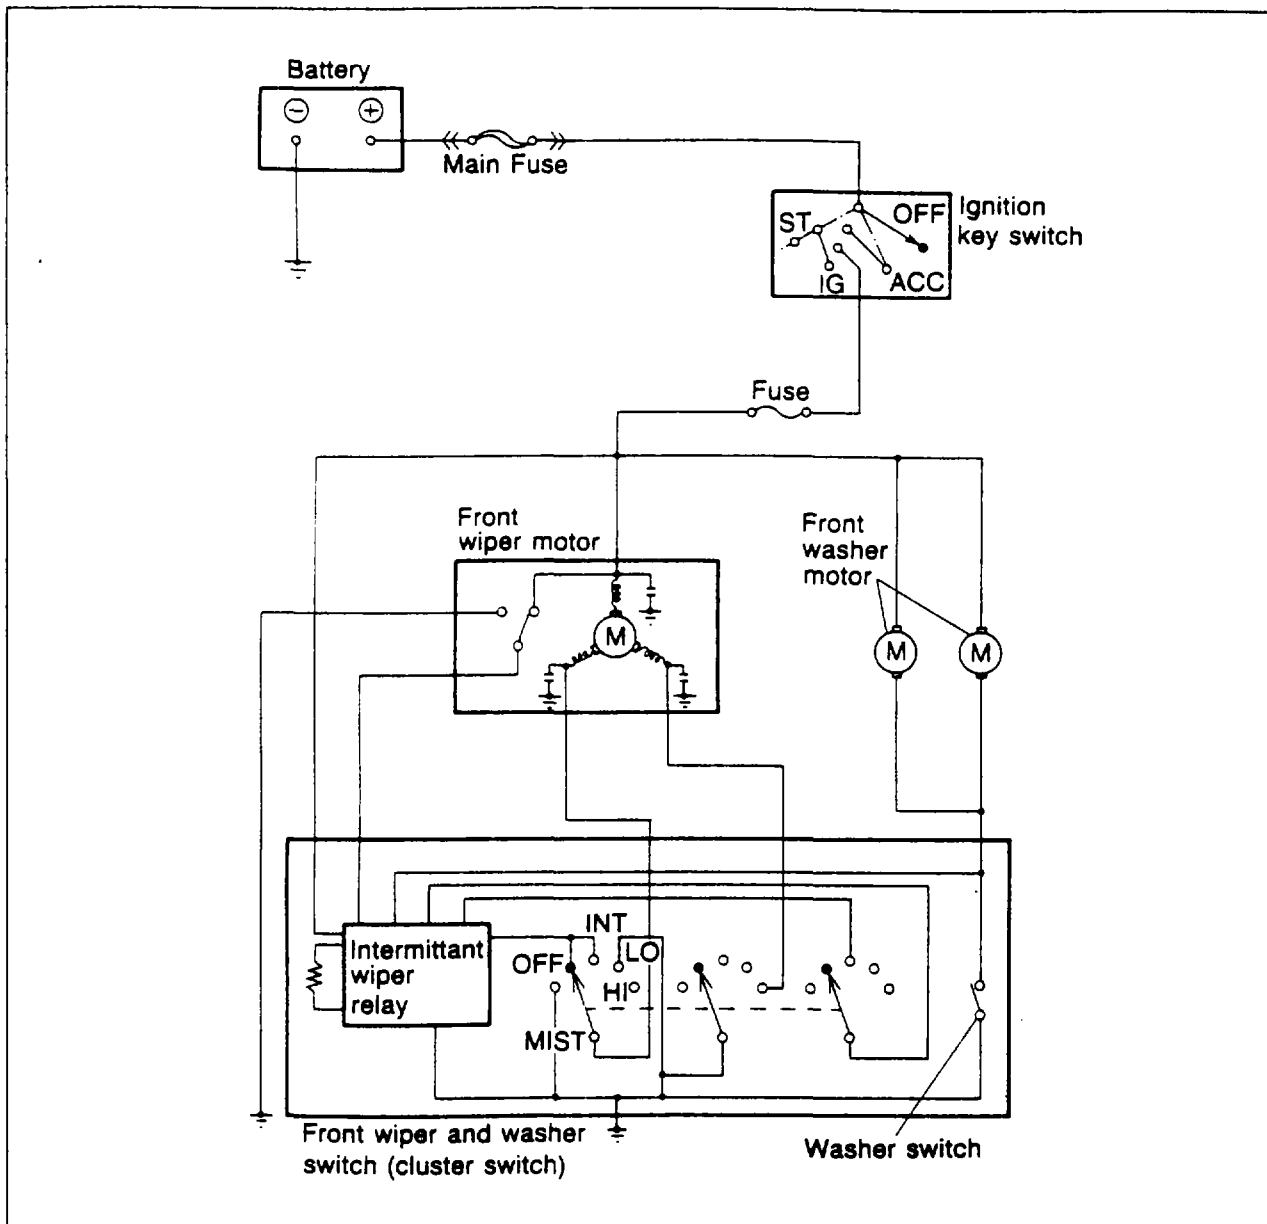 Battery
⊖ ⊕
Main Fuse
ST
OFF
IG
ACC
Ignition
key switch
Fuse
Front
wiper motor
M
Front
washer
motor
M
M
Intermittant
wiper
relay
OFF
INT
LO
HI
MIST
Front wiper and washer
switch (cluster switch)
Washer switch